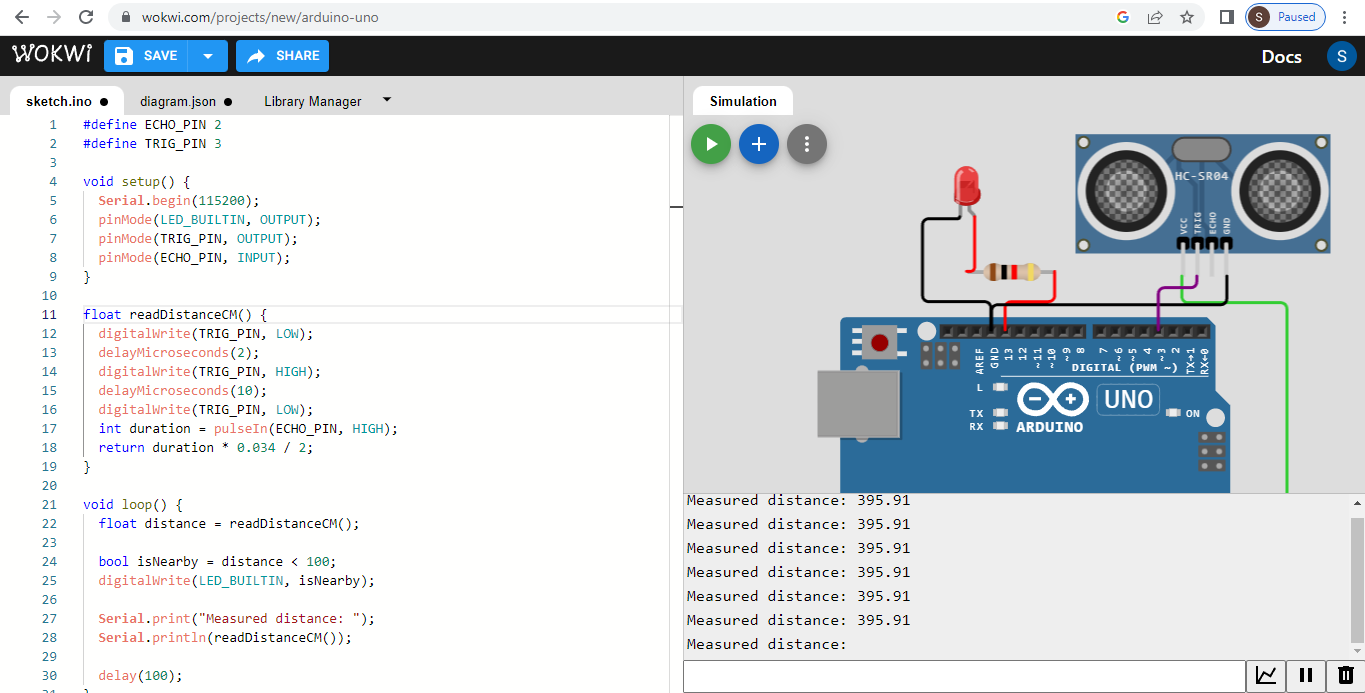 wokwi.com/projects/new/arduino-uno
S Paused
WOKWI SAVE SHARE Docs S
sketch.ino ● diagram.json ● Library Manager
1 #define ECHO_PIN 2
2 #define TRIG_PIN 3
3
4 void setup() {
5 Serial.begin(115200);
6 pinMode(LED_BUILTIN, OUTPUT);
7 pinMode(TRIG_PIN, OUTPUT);
8 pinMode(ECHO_PIN, INPUT);
9 }
10
11 float readDistanceCM() {
12 digitalWrite(TRIG_PIN, LOW);
13 delayMicroseconds(2);
14 digitalWrite(TRIG_PIN, HIGH);
15 delayMicroseconds(10);
16 digitalWrite(TRIG_PIN, LOW);
17 int duration = pulseIn(ECHO_PIN, HIGH);
18 return duration * 0.034 / 2;
19 }
20
21 void loop() {
22 float distance = readDistanceCM();
23
24 bool isNearby = distance < 100;
25 digitalWrite(LED_BUILTIN, isNearby);
26
27 Serial.print("Measured distance: ");
28 Serial.println(readDistanceCM());
29
30 delay(100);
31 }
Simulation
HC-SR04
VCC
TRIG
ECHO
GND
AREF
GND
13
12
~11
~10
~9
8
7
~6
~5
4
~3
2
TX→1
RX←0
DIGITAL (PWM ~)
L
TX
RX
UNO
ON
ARDUINO
Measured distance: 395.91
Measured distance: 395.91
Measured distance: 395.91
Measured distance: 395.91
Measured distance: 395.91
Measured distance: 395.91
Measured distance: